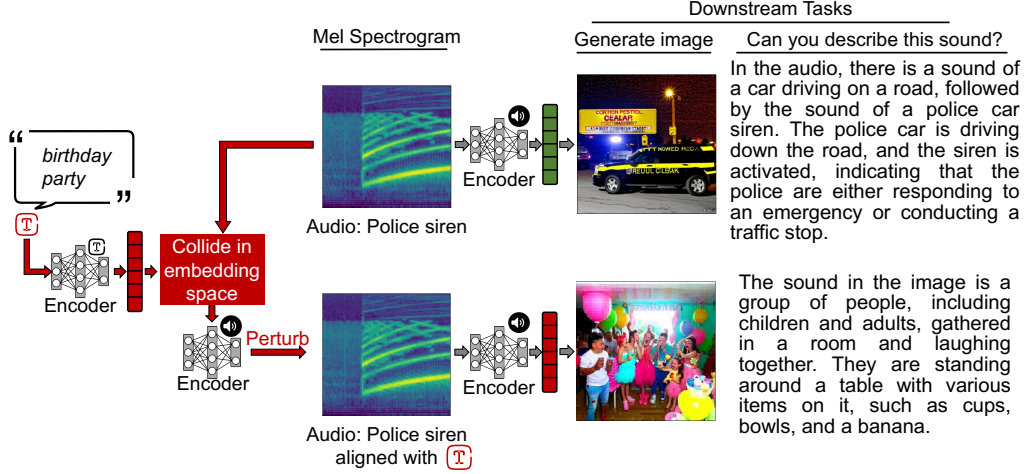 Downstream Tasks
Mel Spectrogram
Generate image
Can you describe this sound?
Encoder
Audio: Police siren
In the audio, there is a sound of
a car driving on a road, followed
by the sound of a police car
siren. The police car is driving
down the road, and the siren is
activated, indicating that the
police are either responding to
an emergency or conducting a
traffic stop.
“ birthday
party ”
T
T
Encoder
Collide in
embedding
space
Encoder
Perturb
Encoder
Audio: Police siren
aligned with T
The sound in the image is a
group of people, including
children and adults, gathered
in a room and laughing
together. They are standing
around a table with various
items on it, such as cups,
bowls, and a banana.
CEALAR